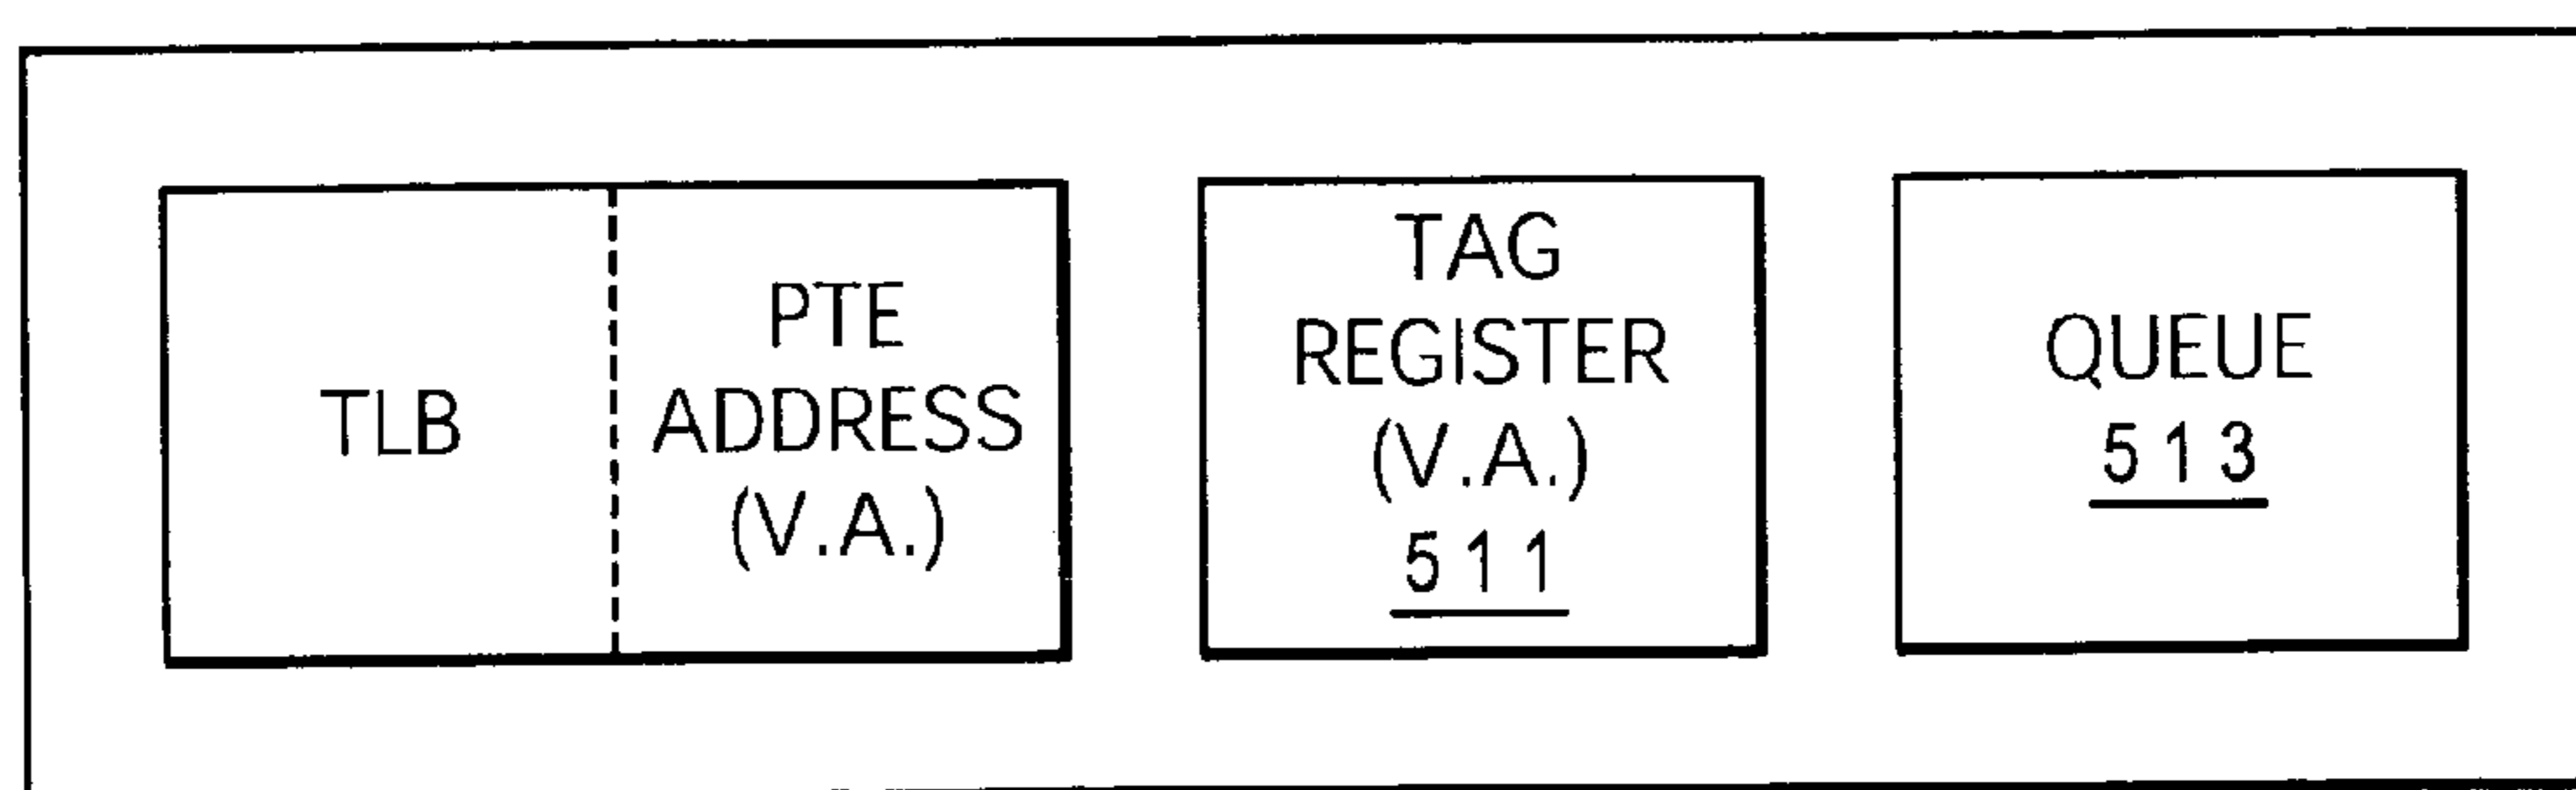 TLB
PTE
ADDRESS
(V.A.)
TAG
REGISTER
(V.A.)
511
QUEUE
513